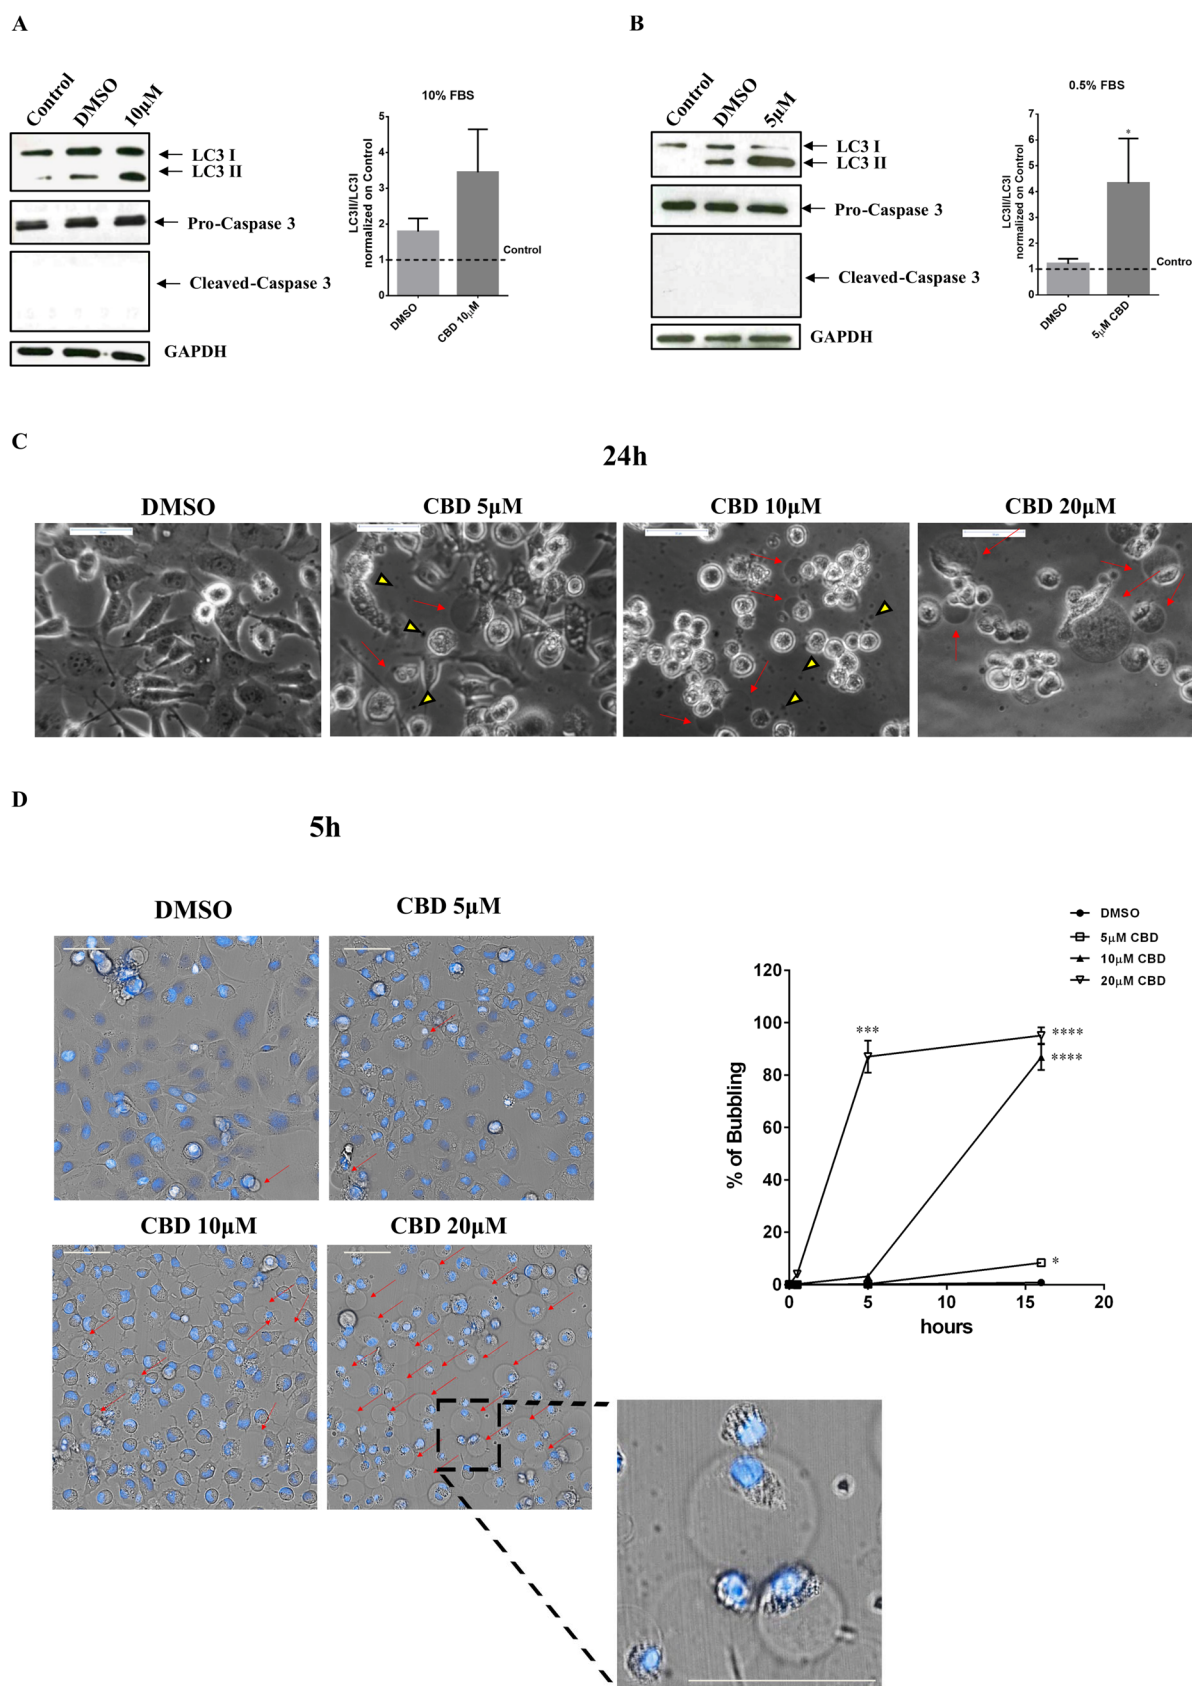 A
Control
DMSO
10µM
LC3 I
LC3 II
Pro-Caspase 3
Cleaved-Caspase 3
GAPDH
10% FBS
LC3II/LC3I
normalized on Control
5
4
3
2
1
0
Control
DMSO
CBD 10µM
B
Control
DMSO
5µM
LC3 I
LC3 II
Pro-Caspase 3
Cleaved-Caspase 3
GAPDH
0.5% FBS
LC3II/LC3I
normalized on Control
7
6
5
4
3
2
1
0
*
Control
DMSO
5µM CBD
C
24h
DMSO
CBD 5µM
CBD 10µM
CBD 20µM
D
5h
DMSO
CBD 5µM
CBD 10µM
CBD 20µM
DMSO
5µM CBD
10µM CBD
20µM CBD
% of Bubbling
120
100
80
60
40
20
0
***
****
****
*
0
5
10
15
20
hours